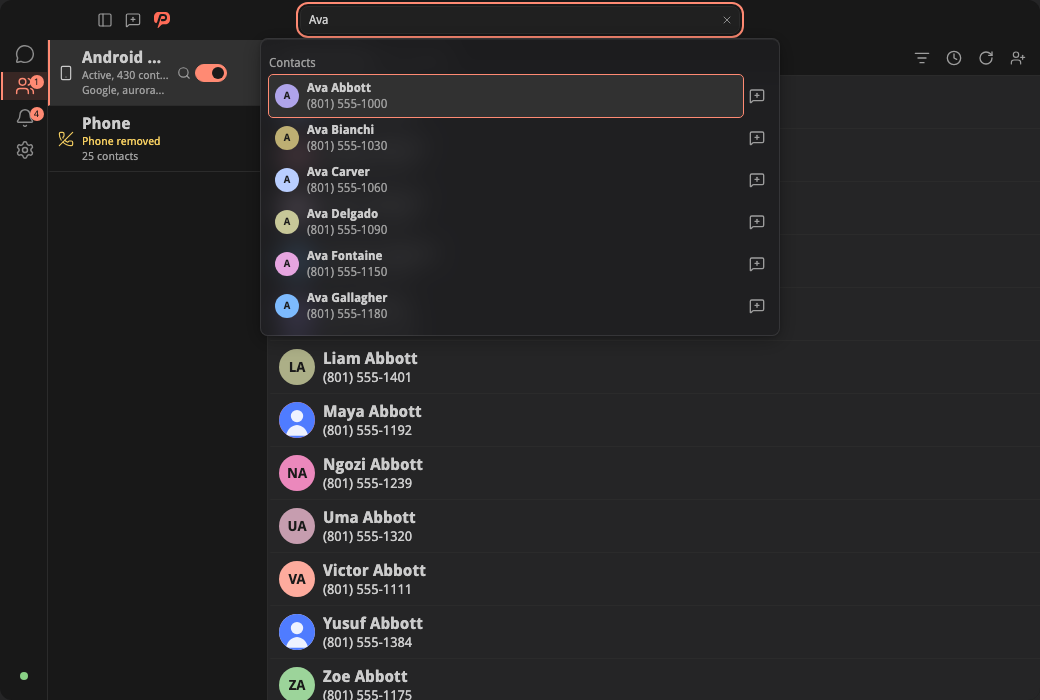 Ava
1
4
Android ...
Active, 430 cont...
Google, aurora...
Phone
Phone removed
25 contacts
Contacts
A
Ava Abbott
(801) 555-1000
A
Ava Bianchi
(801) 555-1030
A
Ava Carver
(801) 555-1060
A
Ava Delgado
(801) 555-1090
A
Ava Fontaine
(801) 555-1150
A
Ava Gallagher
(801) 555-1180
LA
Liam Abbott
(801) 555-1401
Maya Abbott
(801) 555-1192
NA
Ngozi Abbott
(801) 555-1239
UA
Uma Abbott
(801) 555-1320
VA
Victor Abbott
(801) 555-1111
Yusuf Abbott
(801) 555-1384
ZA
Zoe Abbott
(801) 555-1175